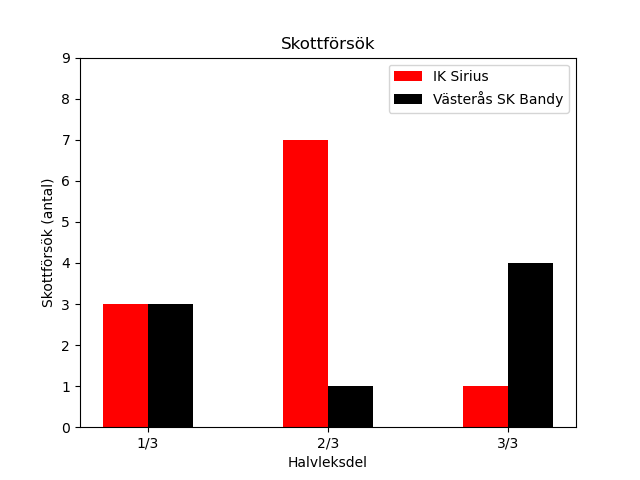 Skottförsök
IK Sirius
Västerås SK Bandy
Skottförsök (antal)
9
8
7
6
5
4
3
2
1
0
1/3
2/3
3/3
Halvleksdel